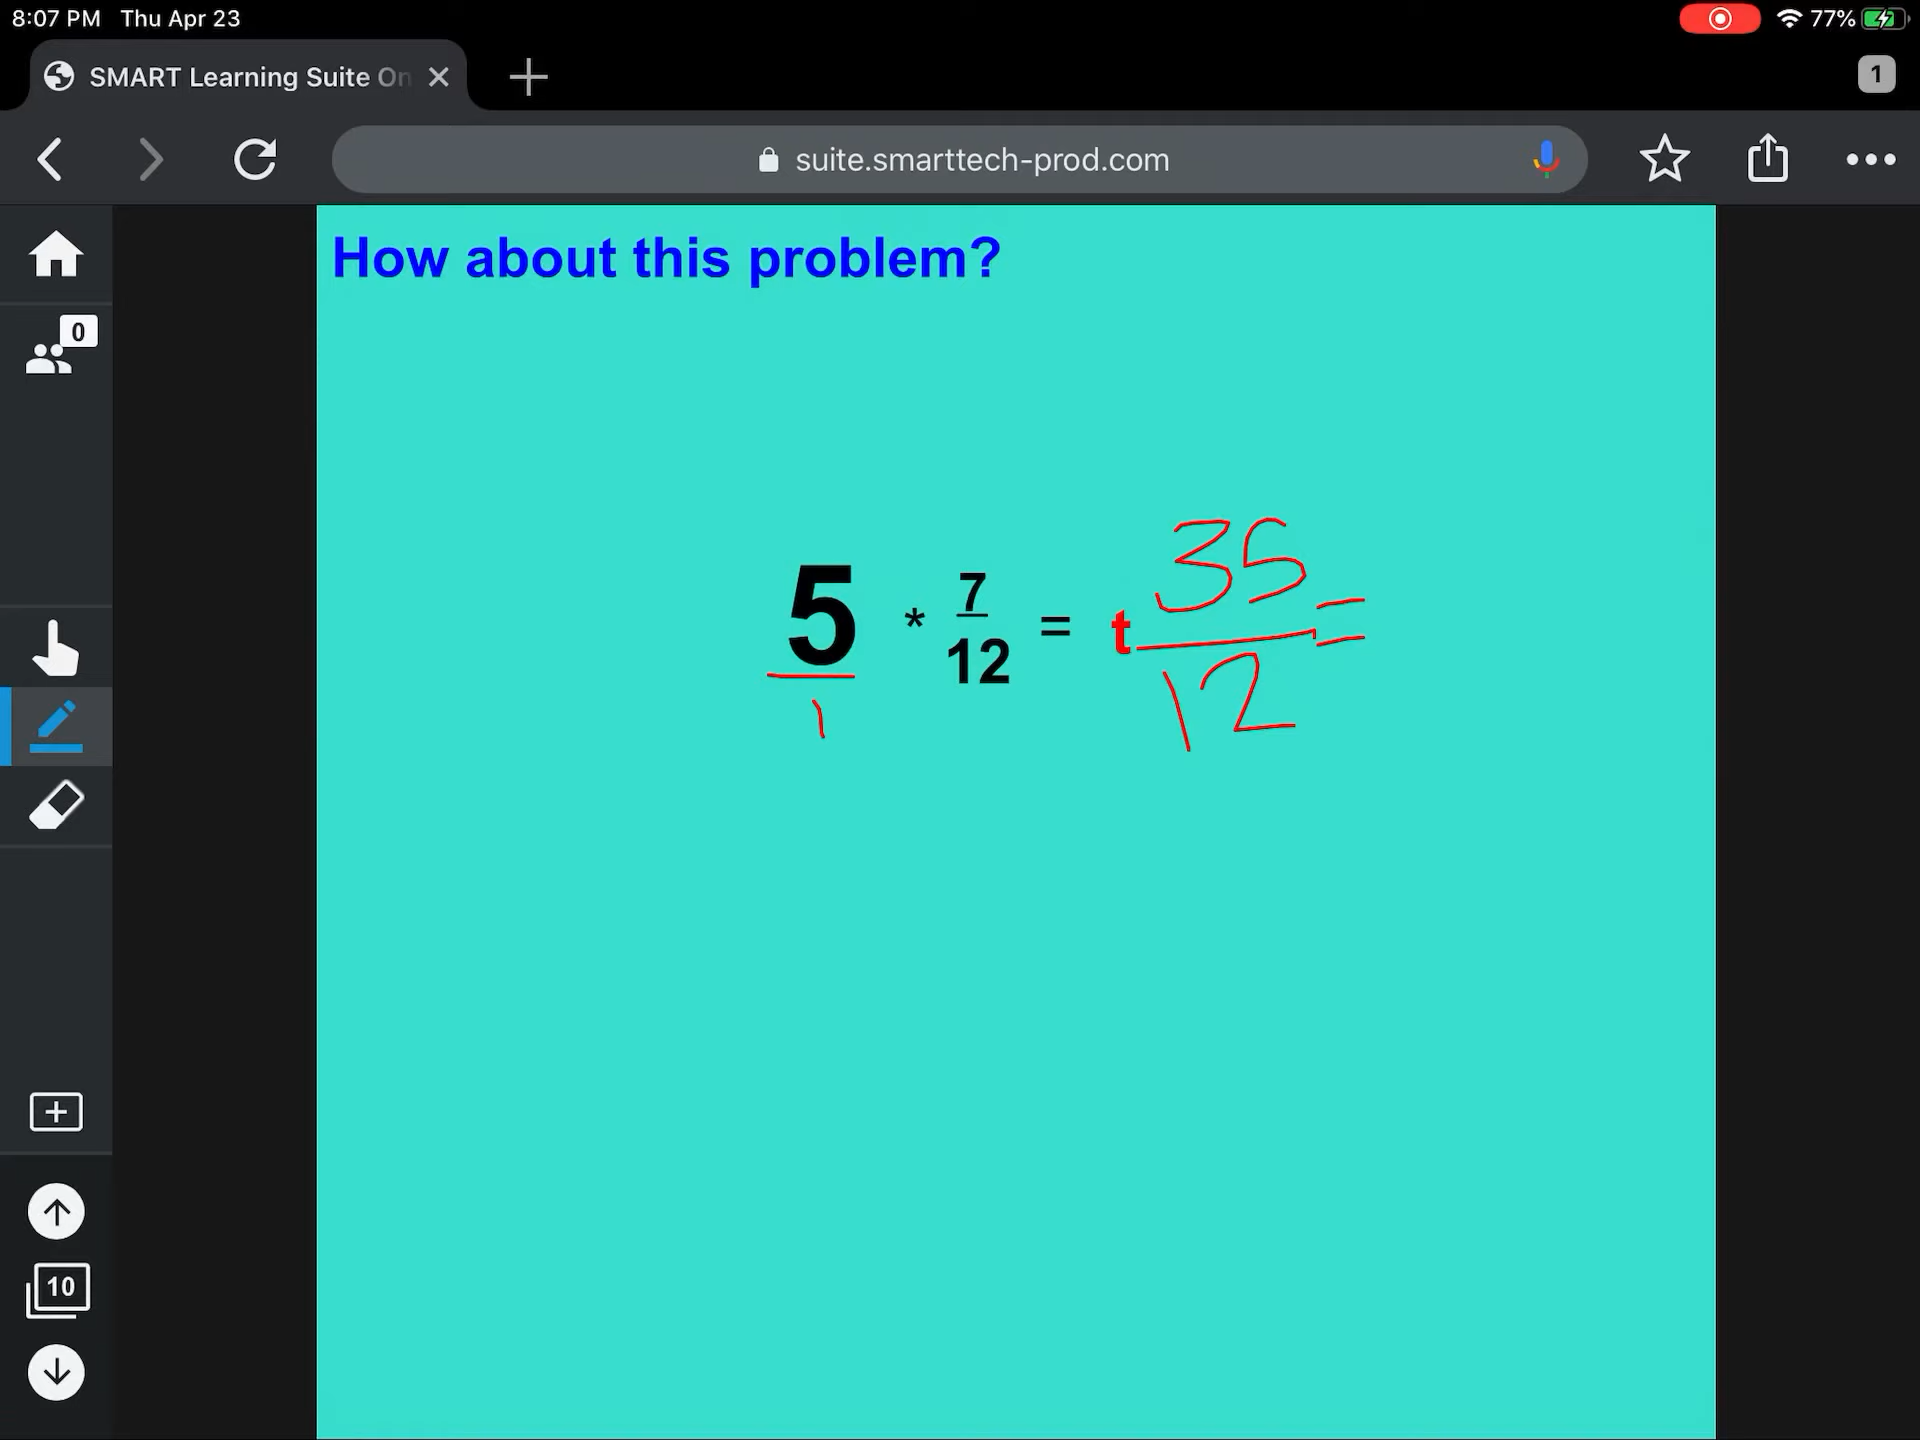 8:07 PM Thu Apr 23
77%
SMART Learning Suite On
1
suite.smarttech-prod.com
0
How about this problem?
5/1 * 7/12 = t 35/12 =
10